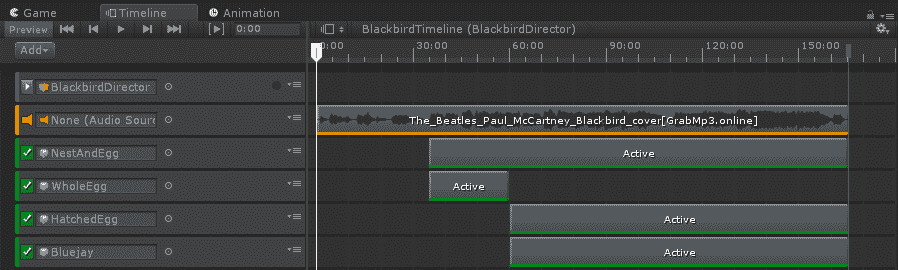 Game Timeline Animation
Preview 0:00 BlackbirdTimeline (BlackbirdDirector)
Add 0:00 30:00 60:00 90:00 120:00 150:00
BlackbirdDirector
None (Audio Sour The_Beatles_Paul_McCartney_Blackbird_cover[GrabMp3.online]
NestAndEgg Active
WholeEgg Active
HatchedEgg Active
Bluejay Active